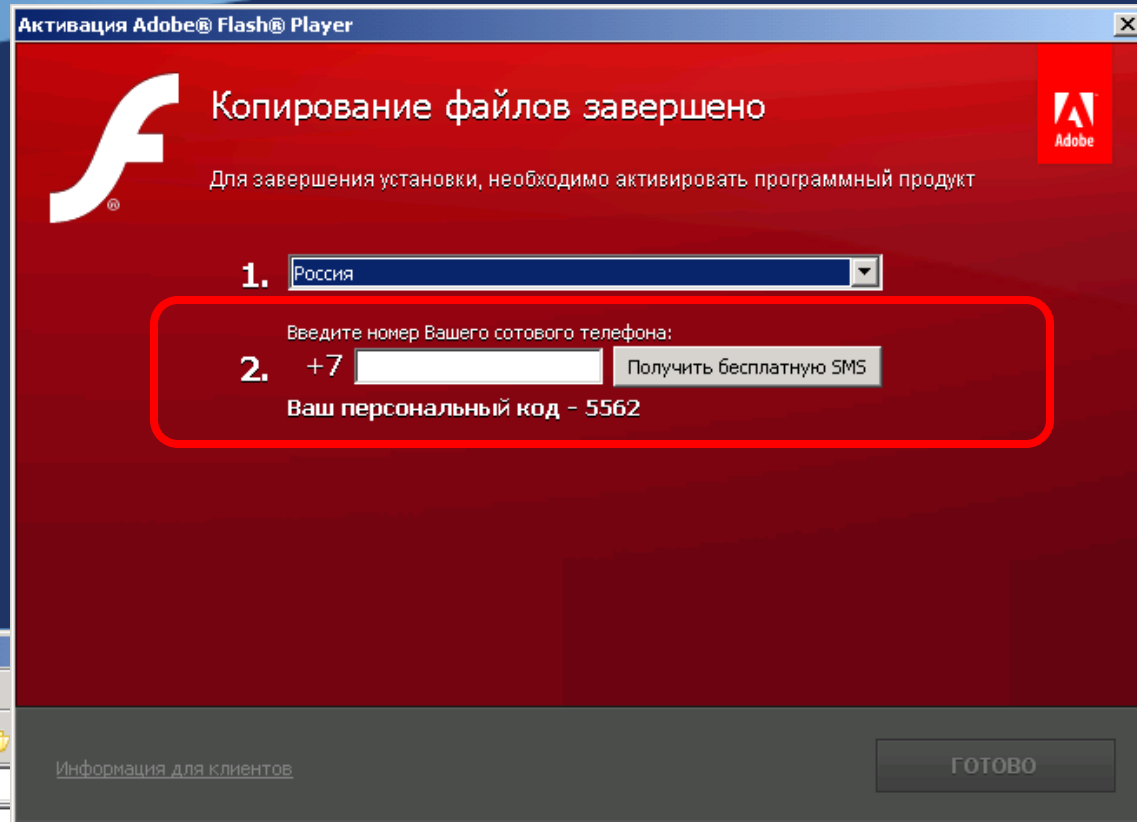 Активация Adobe® Flash® Player
Копирование файлов завершено
Adobe
Для завершения установки, необходимо активировать программный продукт
®
1. Россия
Введите номер Вашего сотового телефона:
2. +7 Получить бесплатную SMS
Ваш персональный код - 5562
Информация для клиентов
ГОТОВО